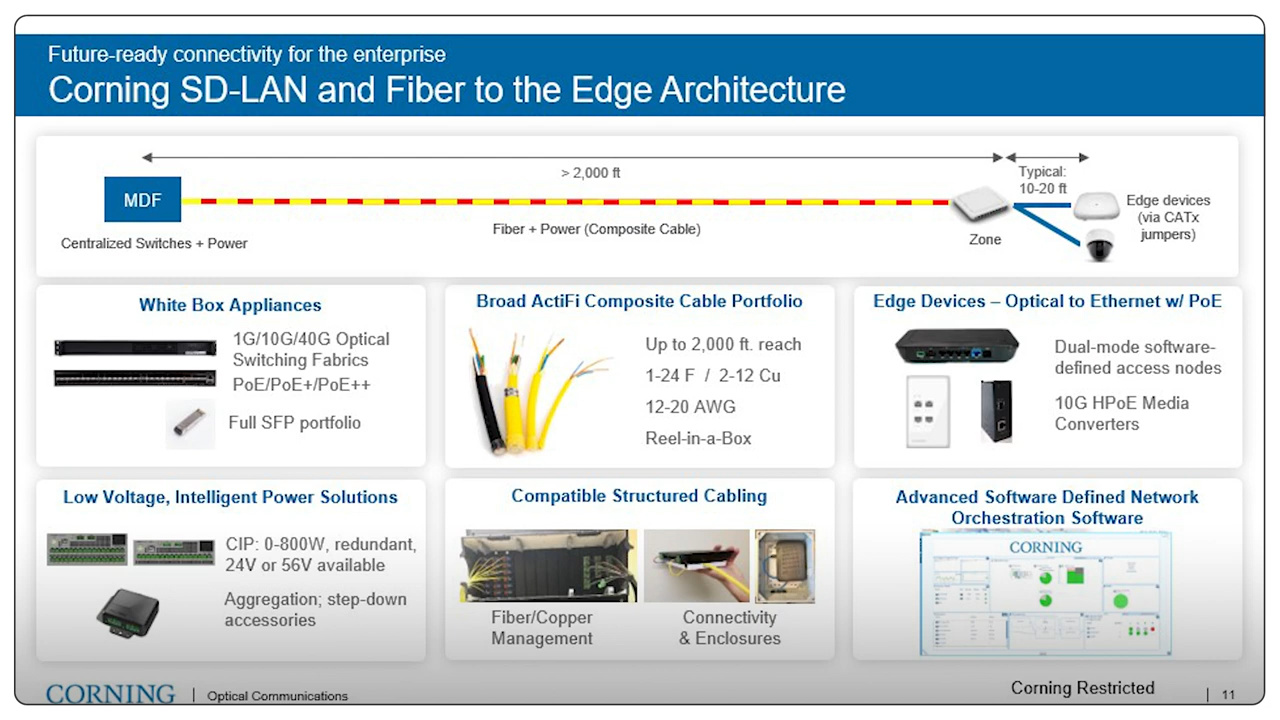 Future-ready connectivity for the enterprise
Corning SD-LAN and Fiber to the Edge Architecture
> 2,000 ft
Typical:
10-20 ft
MDF
Centralized Switches + Power
Fiber + Power (Composite Cable)
Zone
Edge devices
(via CATx
jumpers)
White Box Appliances
1G/10G/40G Optical
Switching Fabrics
PoE/PoE+/PoE++
Full SFP portfolio
Broad ActiFi Composite Cable Portfolio
Up to 2,000 ft. reach
1-24 F / 2-12 Cu
12-20 AWG
Reel-in-a-Box
Edge Devices – Optical to Ethernet w/ PoE
Dual-mode software-
defined access nodes
10G HPoE Media
Converters
Low Voltage, Intelligent Power Solutions
CIP: 0-800W, redundant,
24V or 56V available
Aggregation; step-down
accessories
Compatible Structured Cabling
Fiber/Copper
Management
Connectivity
& Enclosures
Advanced Software Defined Network
Orchestration Software
CORNING
CORNING | Optical Communications
Corning Restricted
| 11